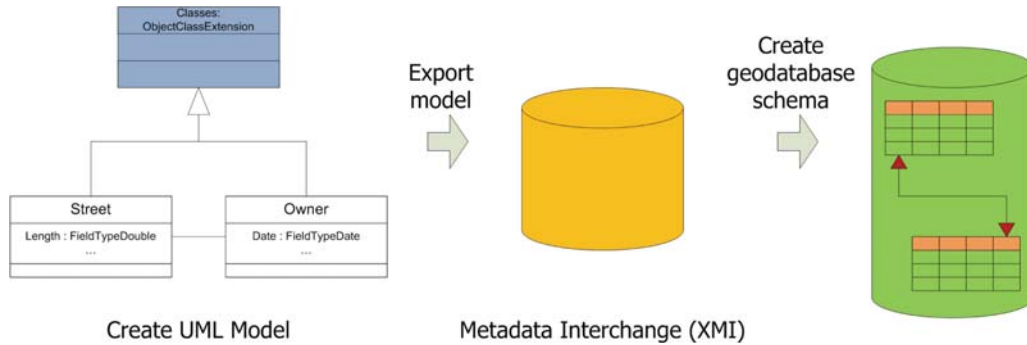 Classes:
ObjectClassExtension
Street
Length : FieldTypeDouble
...
Owner
Date : FieldTypeDate
...
Create UML Model
Export
model
Metadata Interchange (XMI)
Create
geodatabase
schema